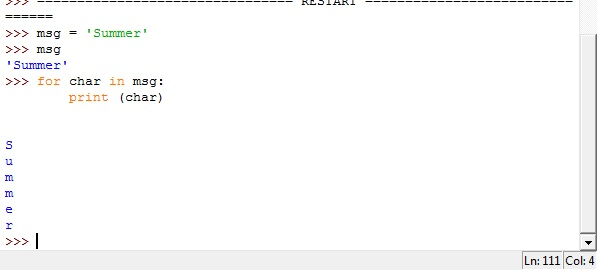 >>> ================================ RESTART ==========================
======
>>> msg = 'Summer'
>>> msg
'Summer'
>>> for char in msg:
        print (char)
S
u
m
m
e
r
>>>
Ln: 111 Col: 4